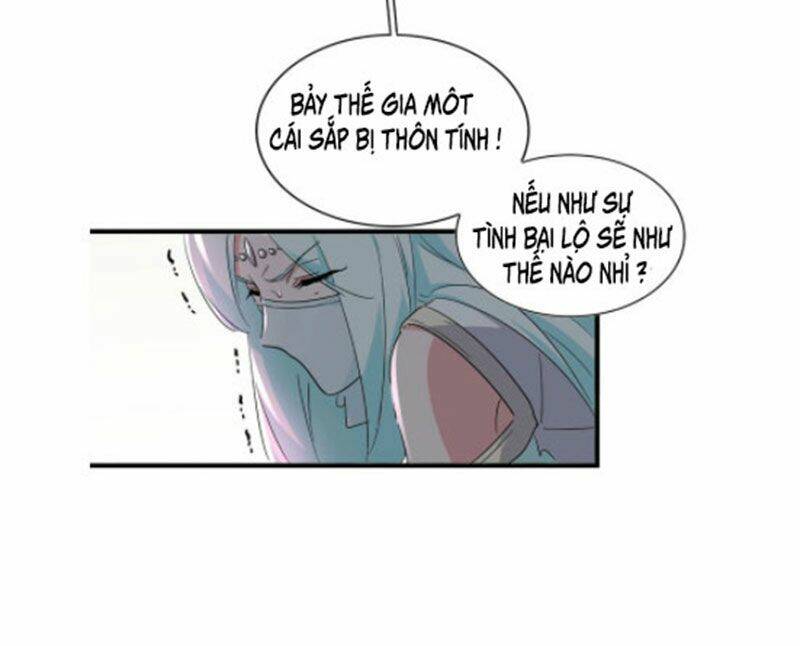 BẢY THẾ GIA MÔT
CÁI SẮP BỊ THÔN TÍNH !
NẾU NHƯ SỰ
TÌNH BẠI LỘ SẼ NHƯ
THẾ NÀO NHỈ ?